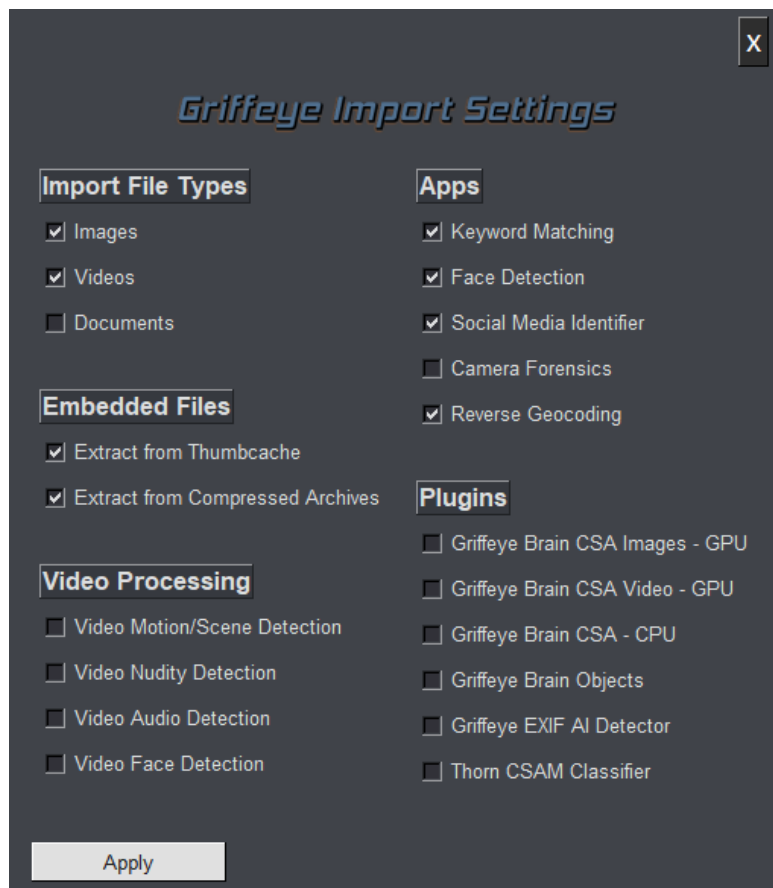 X
Griffeye Import Settings
Import File Types
Images
Videos
Documents
Embedded Files
Extract from Thumbcache
Extract from Compressed Archives
Video Processing
Video Motion/Scene Detection
Video Nudity Detection
Video Audio Detection
Video Face Detection
Apps
Keyword Matching
Face Detection
Social Media Identifier
Camera Forensics
Reverse Geocoding
Plugins
Griffeye Brain CSA Images - GPU
Griffeye Brain CSA Video - GPU
Griffeye Brain CSA - CPU
Griffeye Brain Objects
Griffeye EXIF AI Detector
Thorn CSAM Classifier
Apply